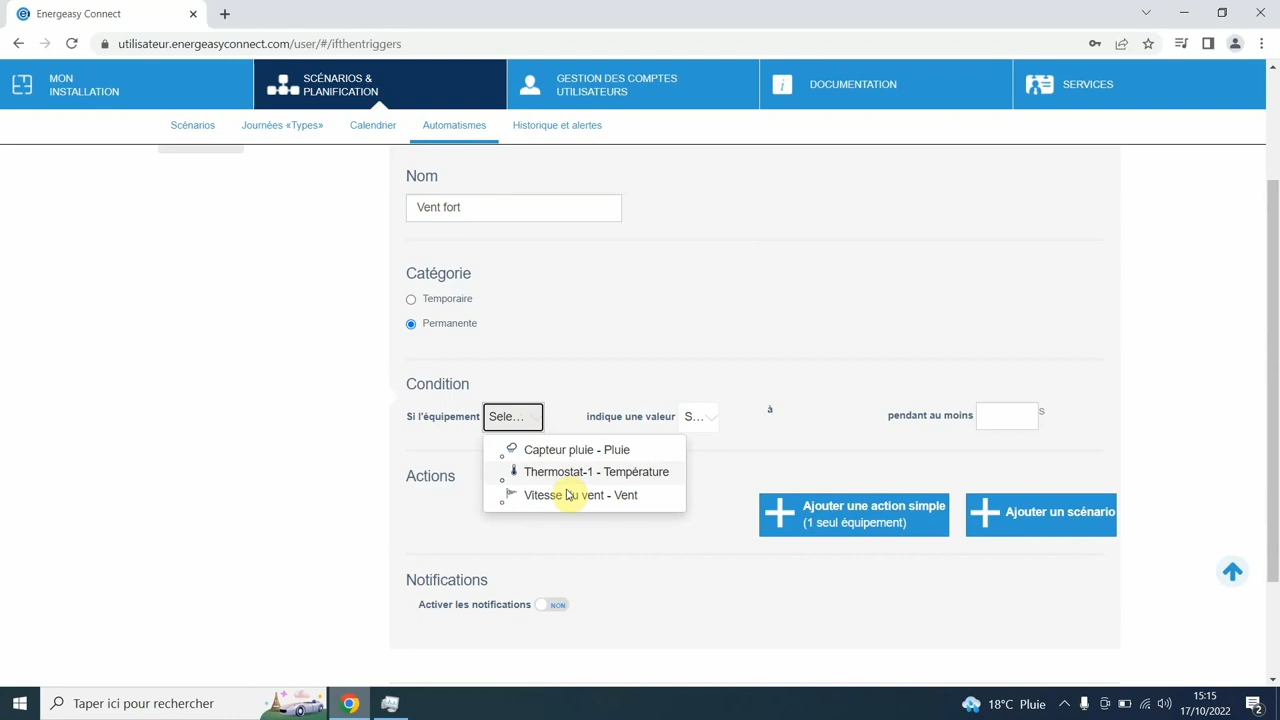 Energeasy Connect
utilisateur.energeasyconnect.com/user/#/ifthentriggers
MON
INSTALLATION
SCÉNARIOS &
PLANIFICATION
GESTION DES COMPTES
UTILISATEURS
DOCUMENTATION
SERVICES
Scénarios
Journées «Types»
Calendrier
Automatismes
Historique et alertes
Nom
Vent fort
Catégorie
Temporaire
Permanente
Condition
Si l'équipement
Sele...
indique une valeur
S...
à
pendant au moins
s
Capteur pluie - Pluie
Thermostat-1 - Température
Vitesse du vent - Vent
Actions
Ajouter une action simple
(1 seul équipement)
Ajouter un scénario
Notifications
Activer les notifications
NON
Taper ici pour rechercher
18°C Pluie
15:15
17/10/2022
2